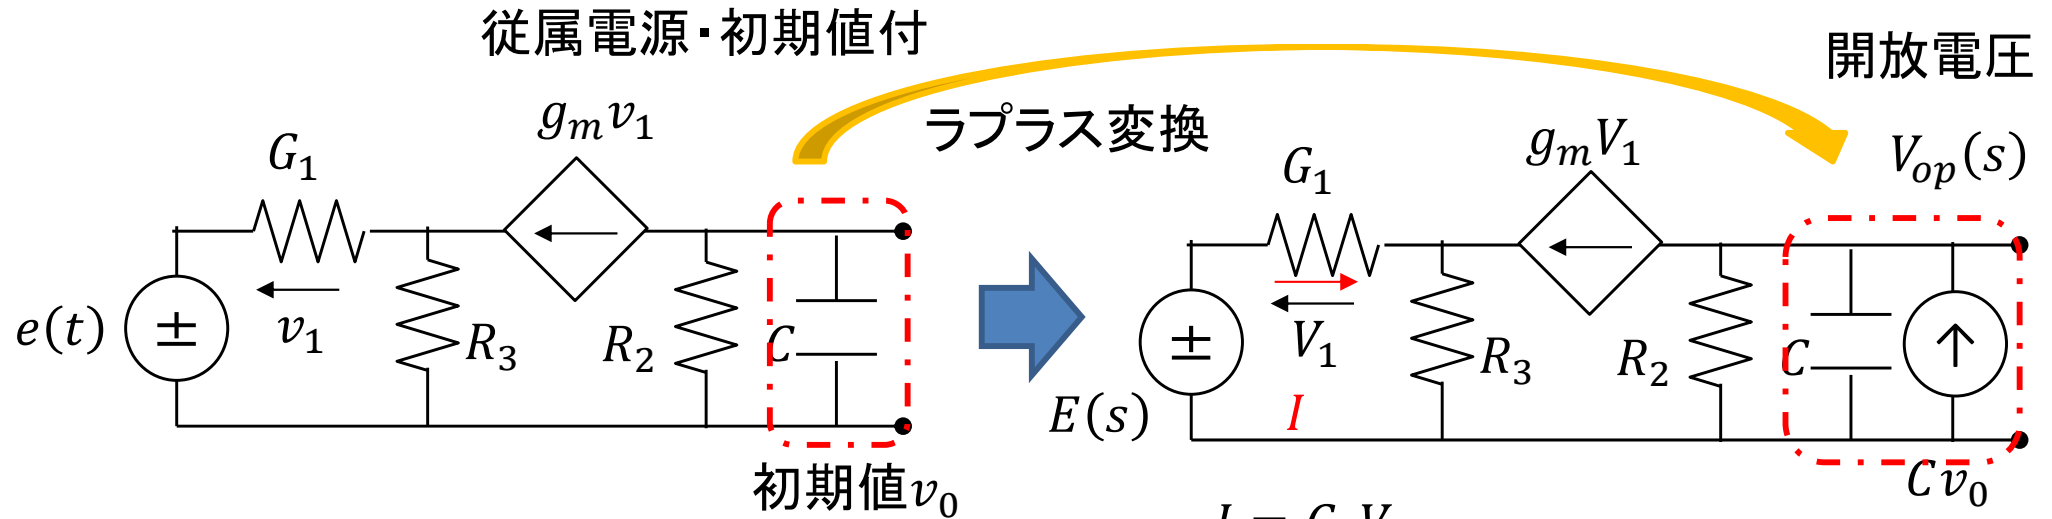 従属電源・初期値付
開放電圧
ラプラス変換
g_m v_1
G_1
e(t)
±
v_1
R_3
R_2
C
初期値v_0
g_m V_1
G_1
V_op(s)
E(s)
±
V_1
I
R_3
R_2
C
Cv_0